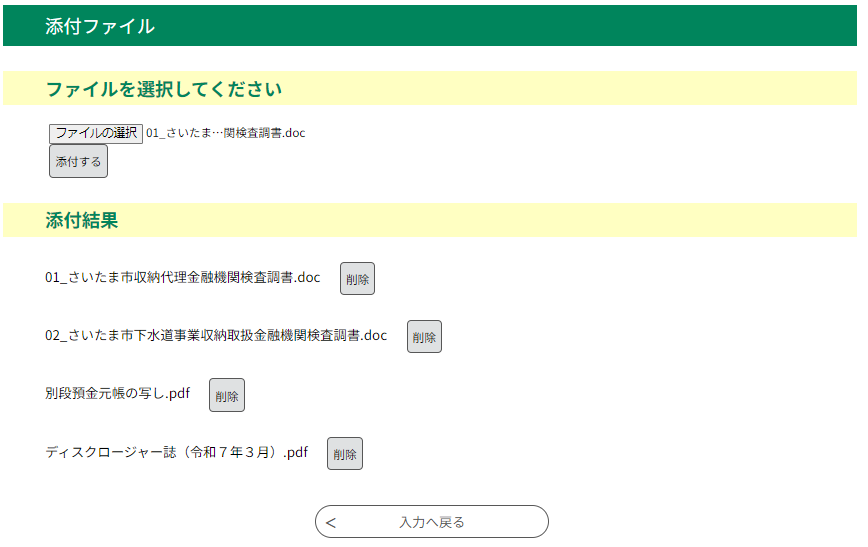 添付ファイル
ファイルを選択してください
ファイルの選択 01_さいたま…関検査調書.doc
添付する
添付結果
01_さいたま市収納代理金融機関検査調書.doc 削除
02_さいたま市下水道事業収納取扱金融機関検査調書.doc 削除
別段預金元帳の写し.pdf 削除
ディスクロージャー誌（令和７年３月）.pdf 削除
< 入力へ戻る